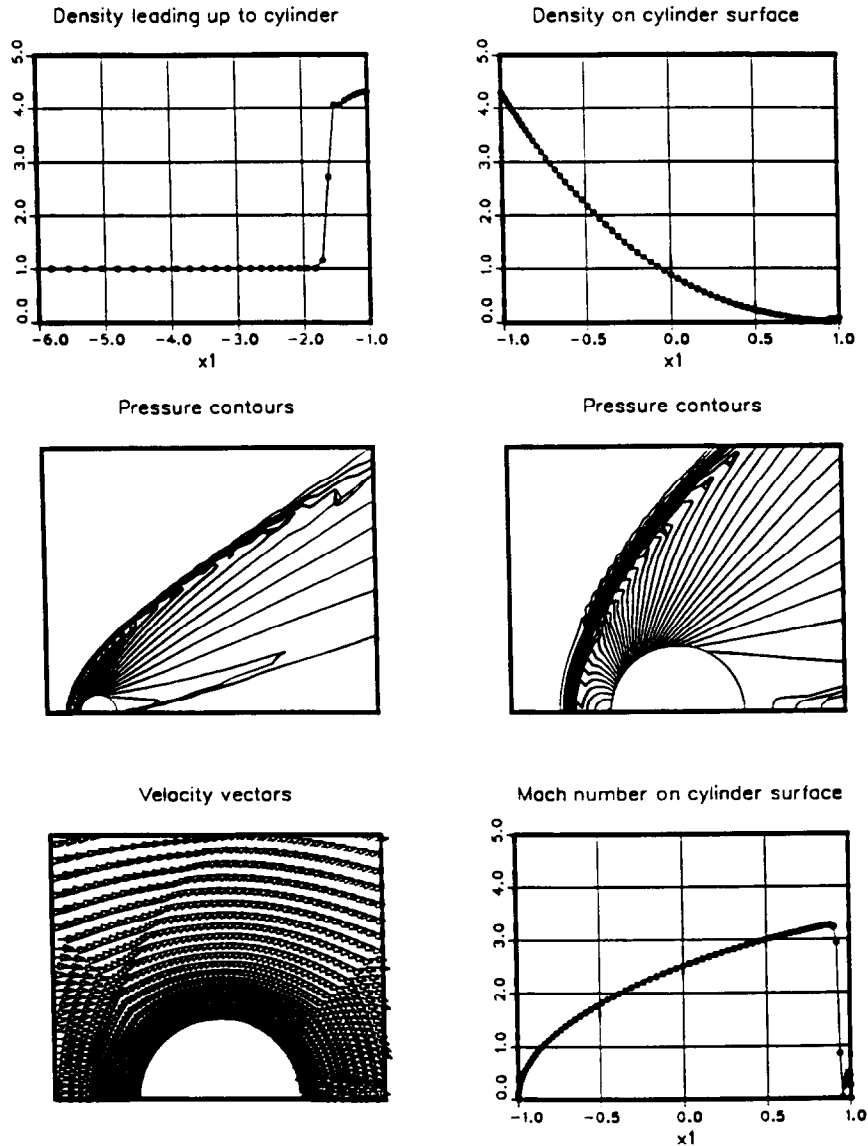 Density leading up to cylinder
5.0
4.0
3.0
2.0
1.0
0.0
-6.0 -5.0 -4.0 -3.0 -2.0 -1.0
x1
Density on cylinder surface
5.0
4.0
3.0
2.0
1.0
0.0
-1.0 -0.5 0.0 0.5 1.0
x1
Pressure contours
Pressure contours
Velocity vectors
Mach number on cylinder surface
5.0
4.0
3.0
2.0
1.0
0.0
-1.0 -0.5 0.0 0.5 1.0
x1